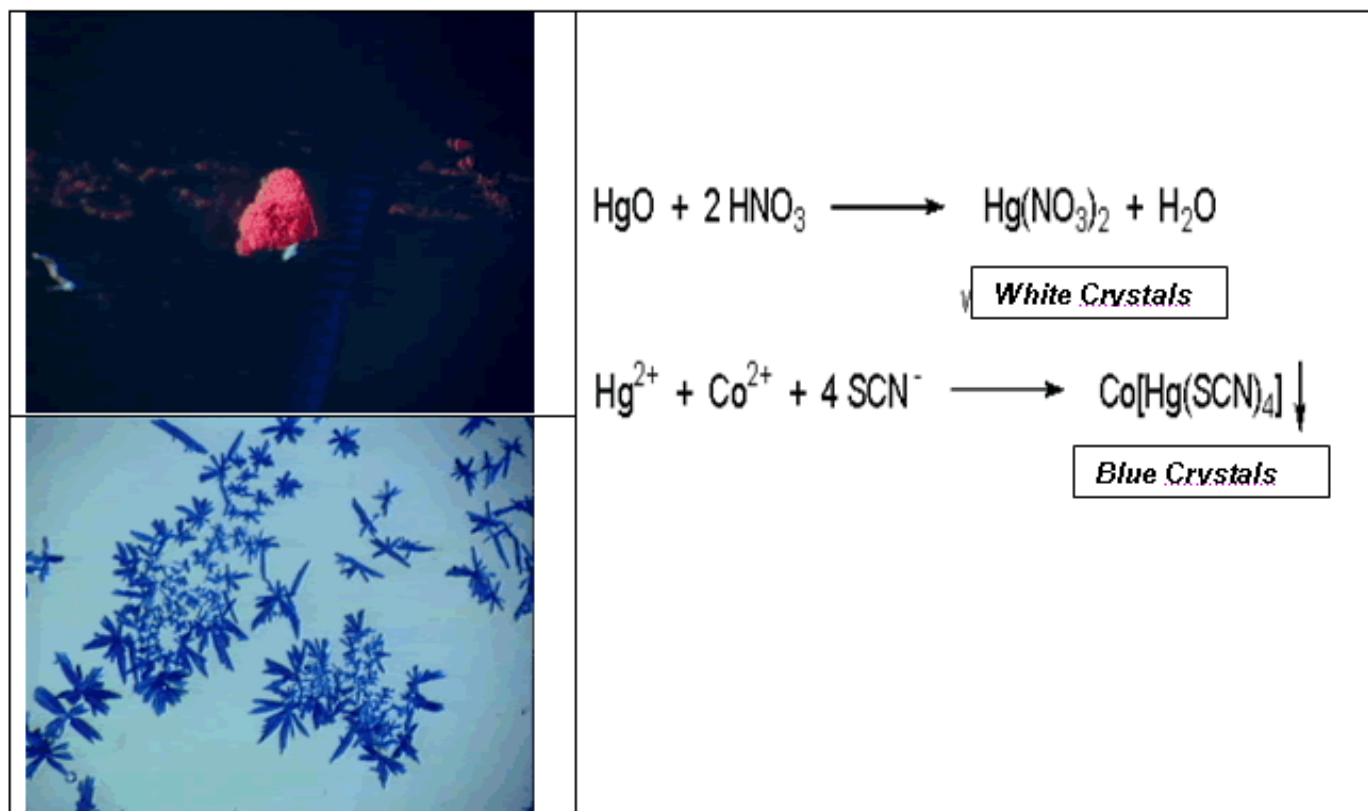 HgO + 2 HNO₃ ⟶ Hg(NO₃)₂ + H₂O
White Crystals
Hg²⁺ + Co²⁺ + 4 SCN⁻ ⟶ Co[Hg(SCN)₄] ↓
Blue Crystals